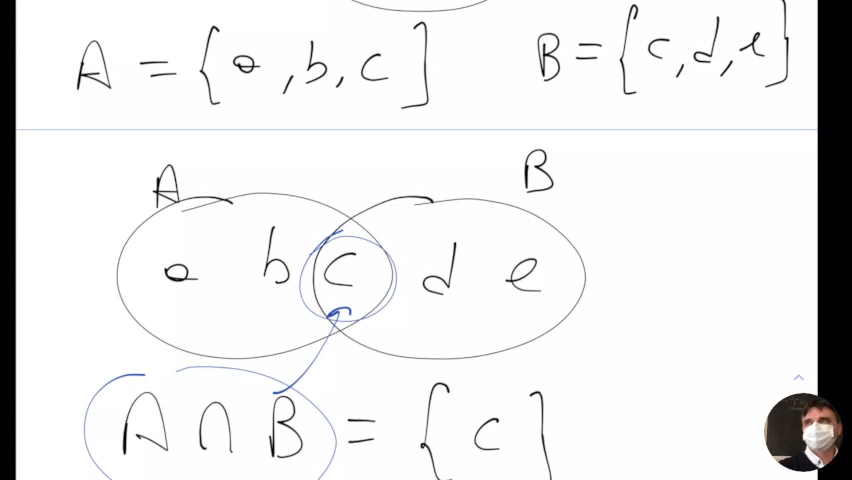 A = {a, b, c} B = {c, d, e}
A B
a b c d e
A ∩ B = {c}